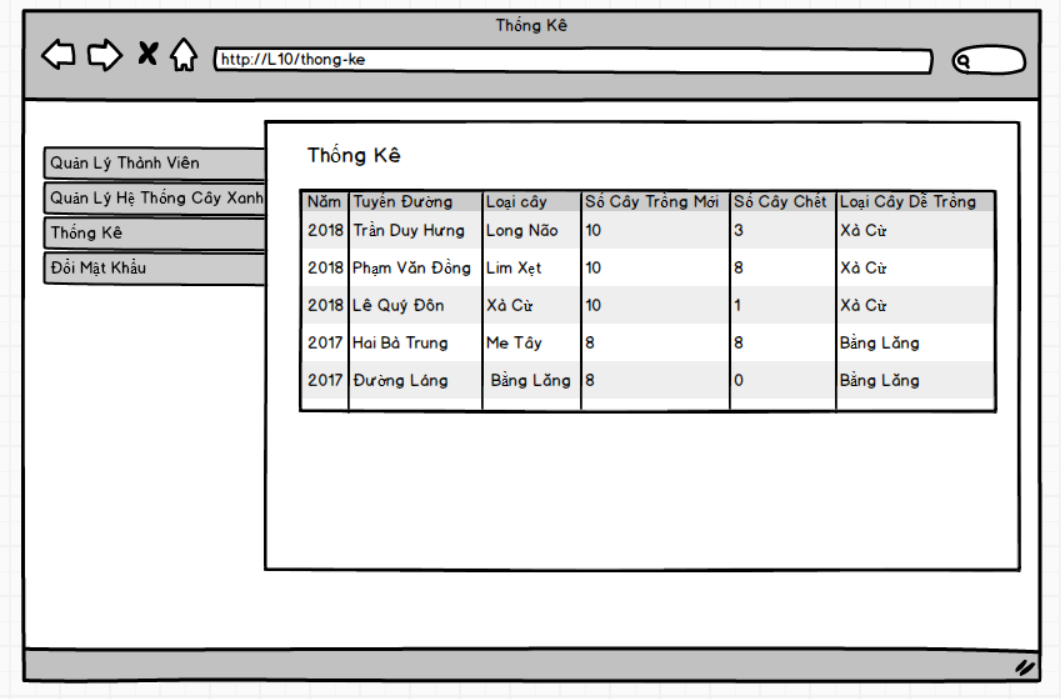 Thống Kê
http://L10/thong-ke
Quản Lý Thành Viên
Quản Lý Hệ Thống Cây Xanh
Thống Kê
Đổi Mật Khẩu
Thống Kê
Năm Tuyến Đường Loại cây Số Cây Trồng Mới Số Cây Chết Loại Cây Dễ Trồng
2018 Trần Duy Hưng Long Não 10 3 Xà Cừ
2018 Phạm Văn Đồng Lim Xẹt 10 8 Xà Cừ
2018 Lê Quý Đôn Xà Cừ 10 1 Xà Cừ
2017 Hai Bà Trung Me Tây 8 8 Bằng Lăng
2017 Đường Láng Bằng Lăng 8 0 Bằng Lăng